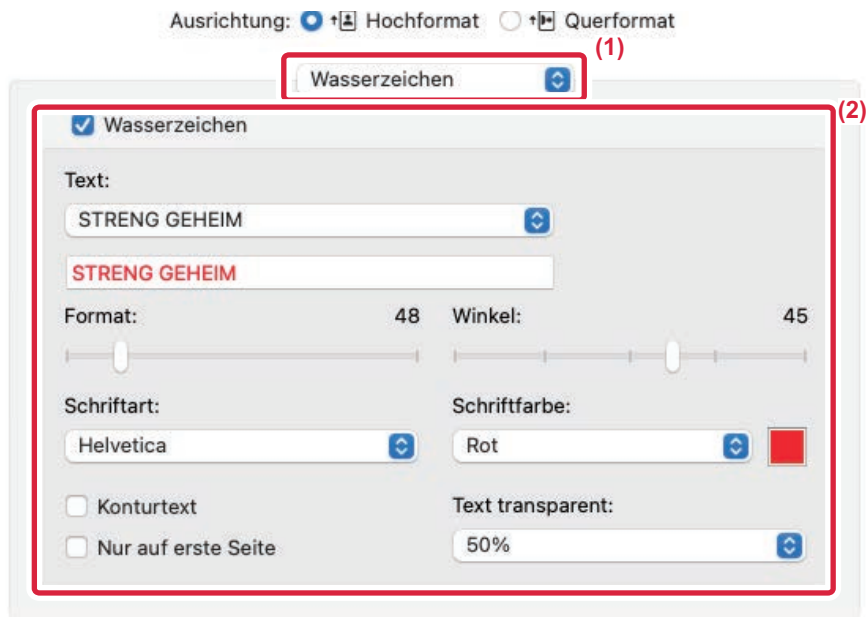 Ausrichtung: Hochformat Querformat
(1)
Wasserzeichen
(2)
Wasserzeichen
Text:
STRENG GEHEIM
STRENG GEHEIM
Format: 48 Winkel: 45
Schriftart: Schriftfarbe:
Helvetica Rot
Konturtext Text transparent:
Nur auf erste Seite 50%